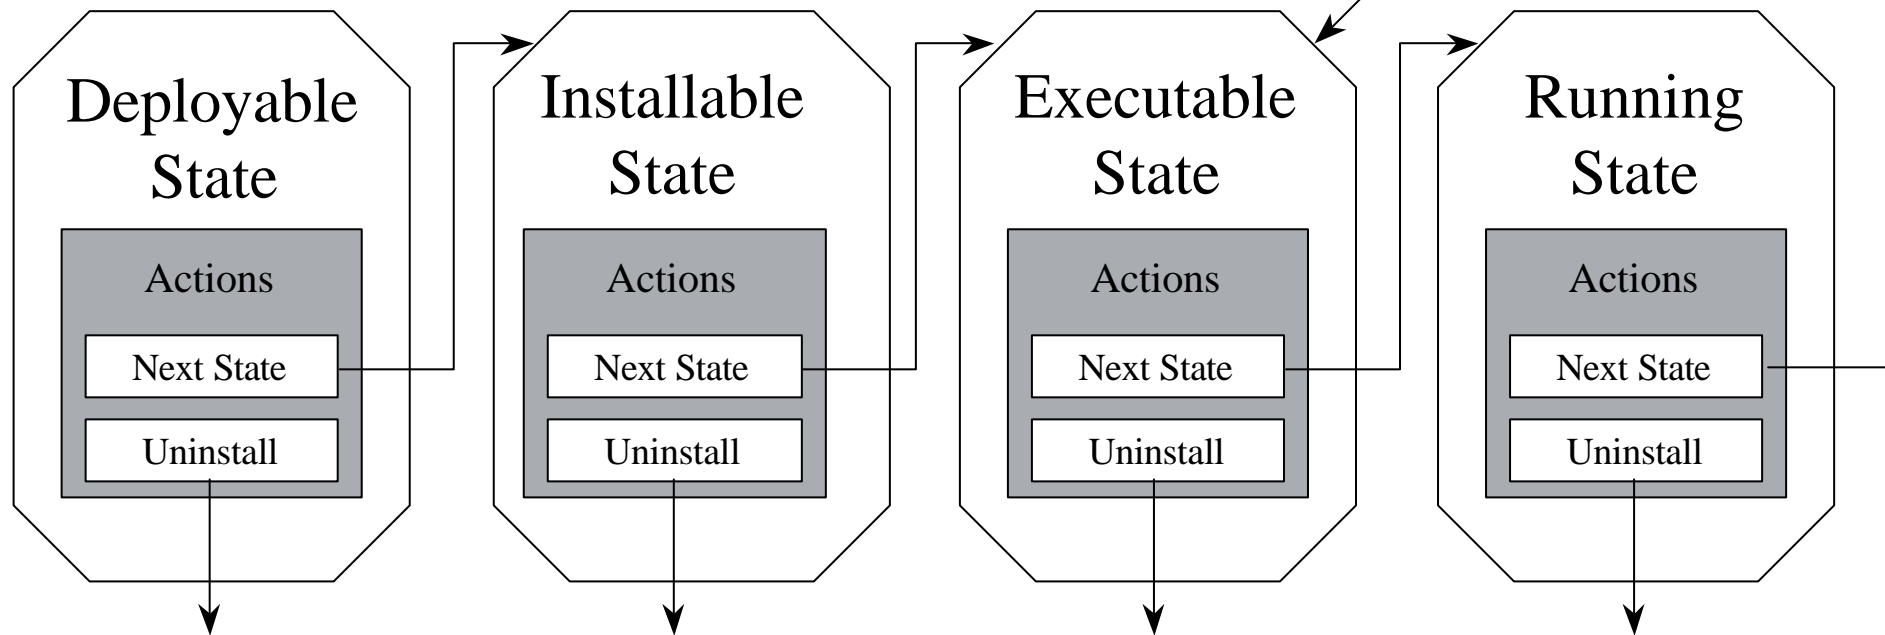 Deployable
State
Actions
Next State
Uninstall
Installable
State
Actions
Next State
Uninstall
Executable
State
Actions
Next State
Uninstall
Running
State
Actions
Next State
Uninstall